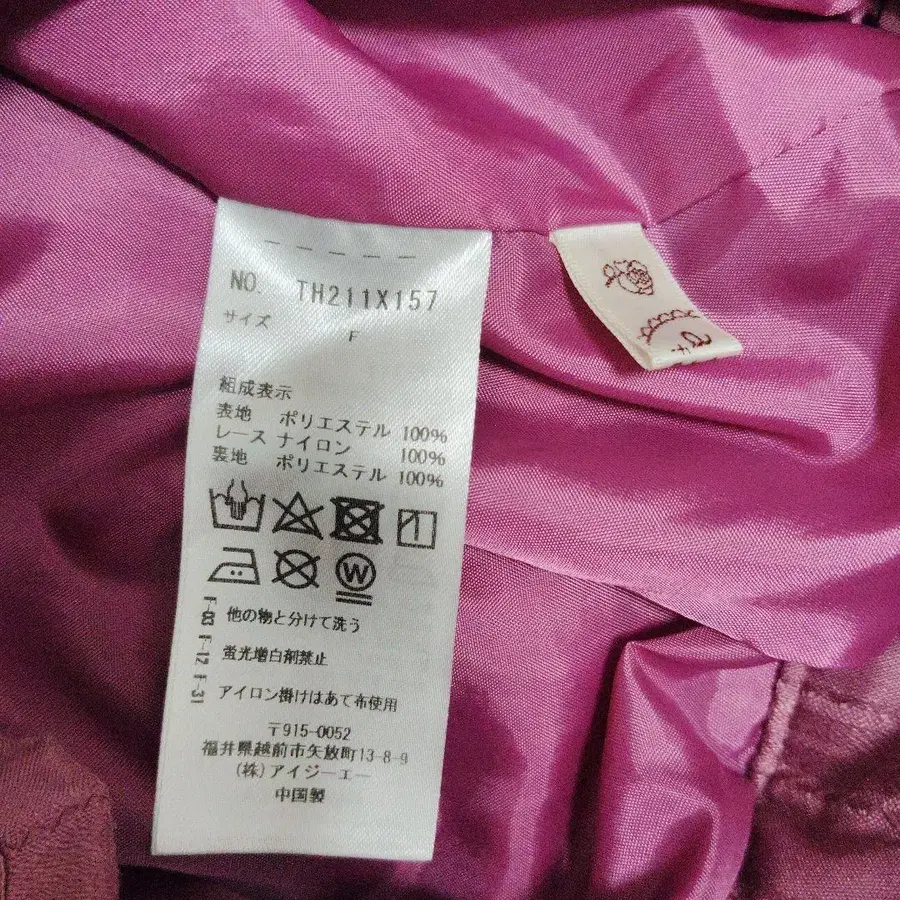 NO. TH211X157
サイズ
F
組成表示
表地 ポリエステル 100%
レース ナイロン 100%
裏地 ポリエステル 100%
W
F-03 他の物と分けて洗う
F-12 蛍光増白剤禁止
F-31 アイロン掛けはあて布使用
〒915-0052
福井県越前市矢放町13-8-9
(株)アイジーエー
中国製